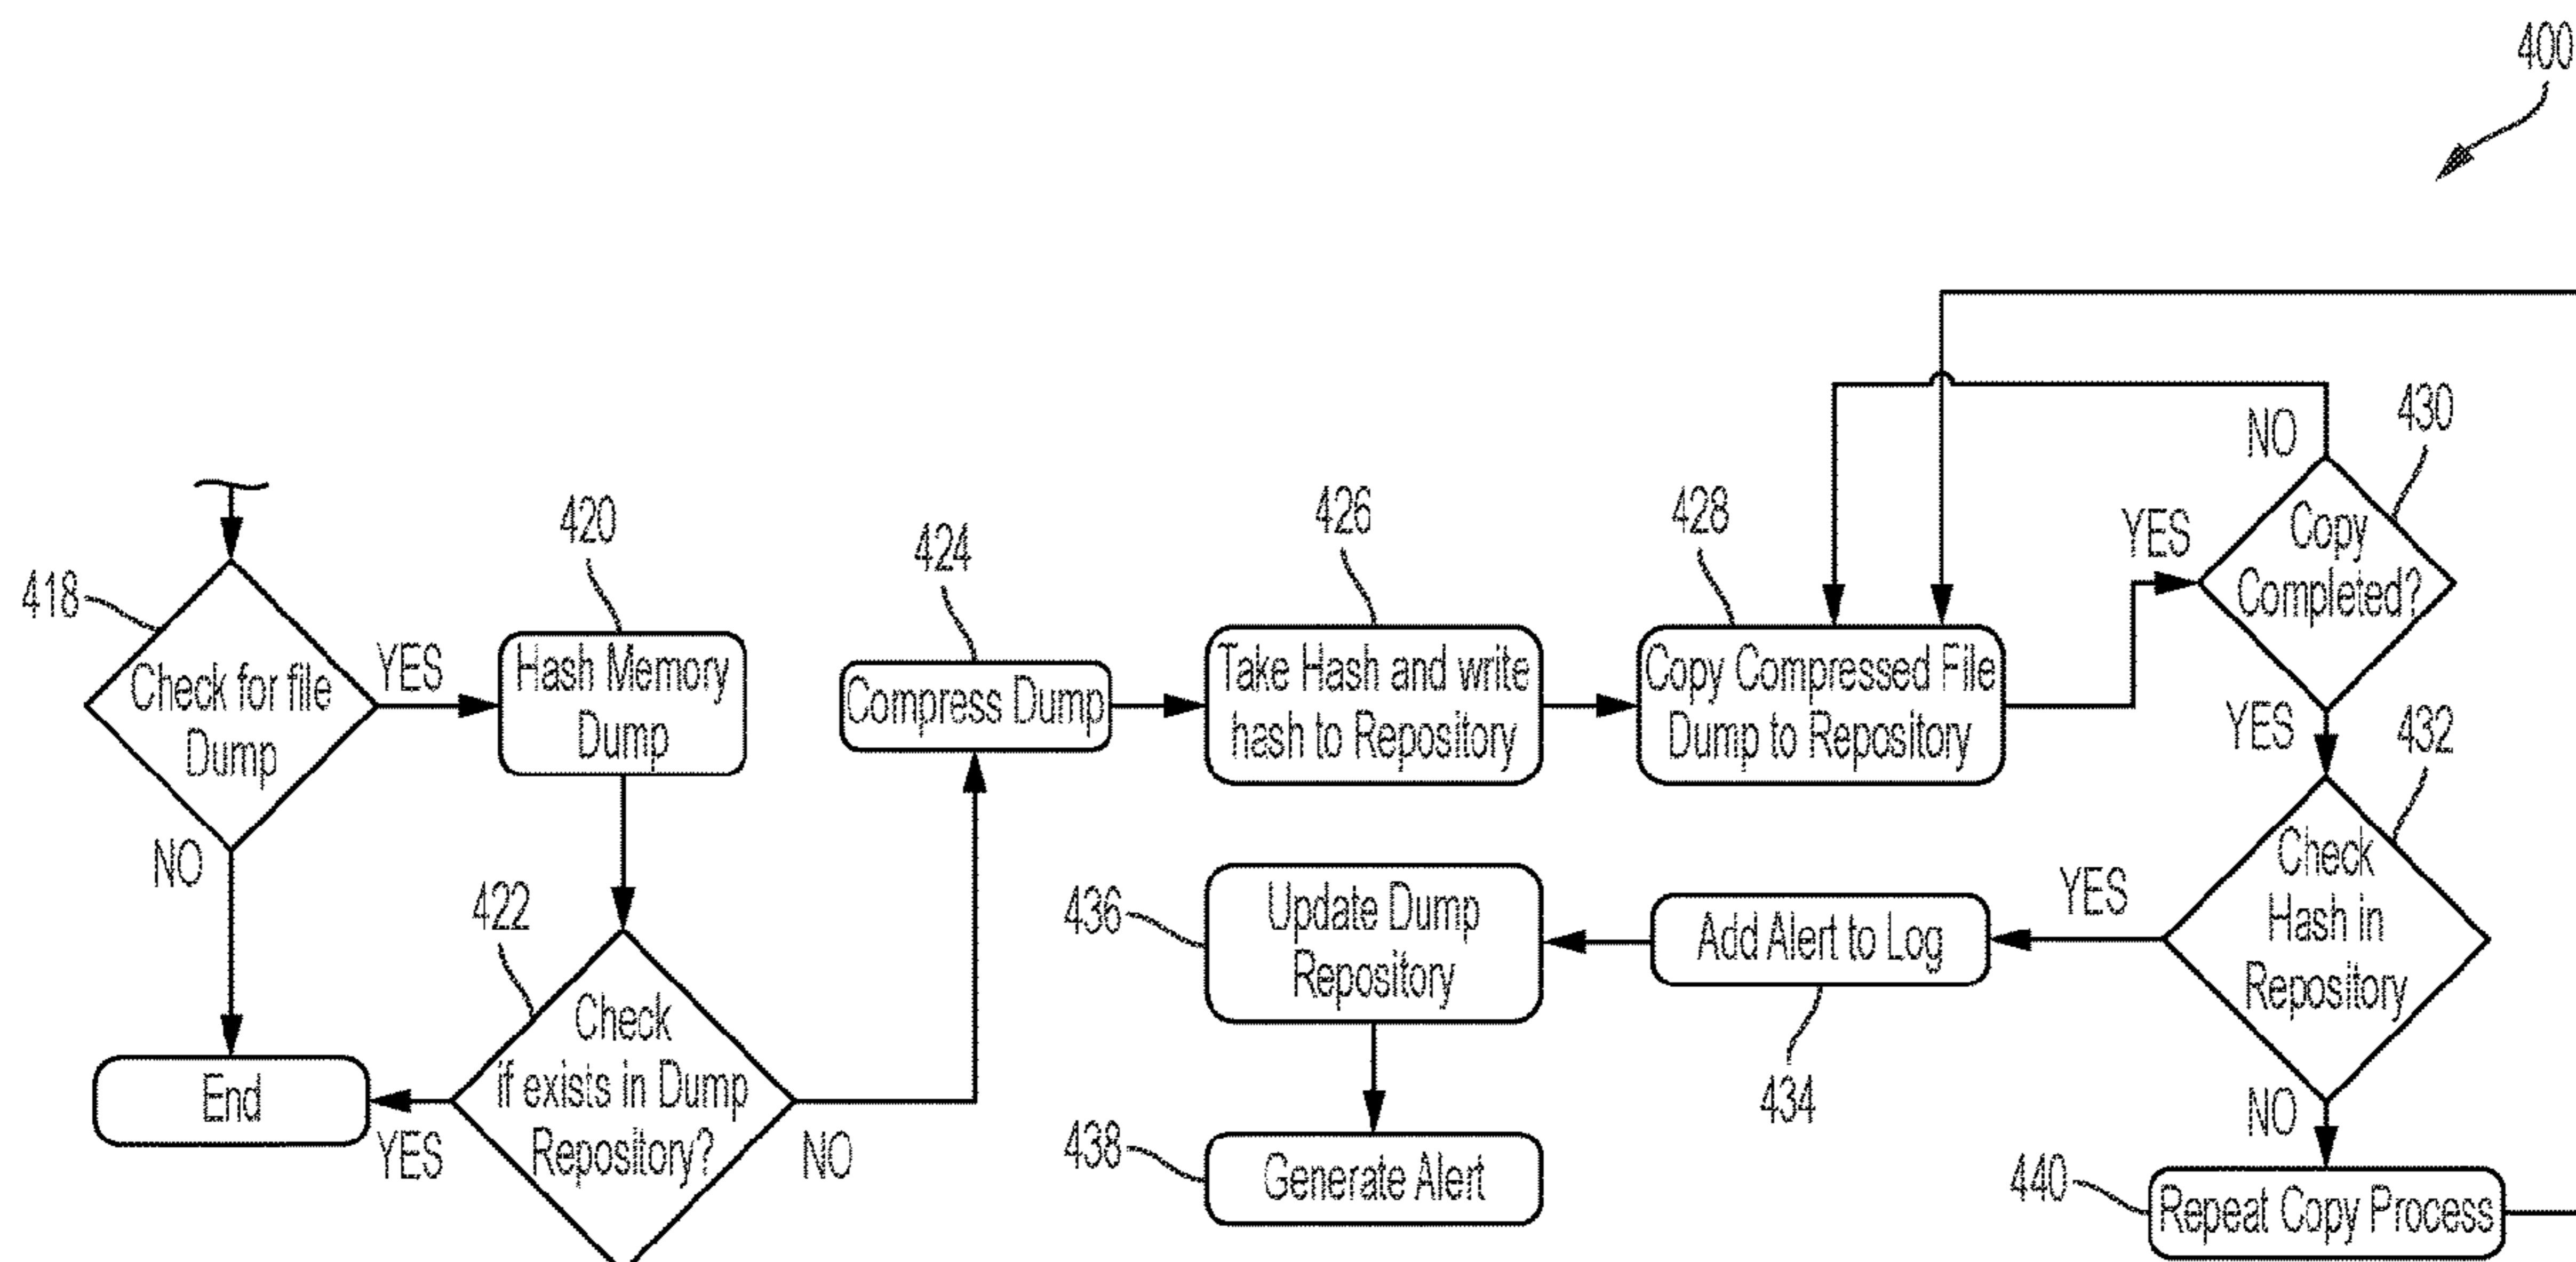 400
418
Check for file
Dump
YES
NO
420
Hash Memory
Dump
422
Check
if exists in Dump
Repository?
YES
NO
End
424
Compress Dump
426
Take Hash and write
hash to Repository
428
Copy Compressed File
Dump to Repository
YES
NO
430
Copy
Completed?
YES
432
Check
Hash in
Repository
YES
NO
Add Alert to Log
434
436
Update Dump
Repository
438
Generate Alert
440
Repeat Copy Process